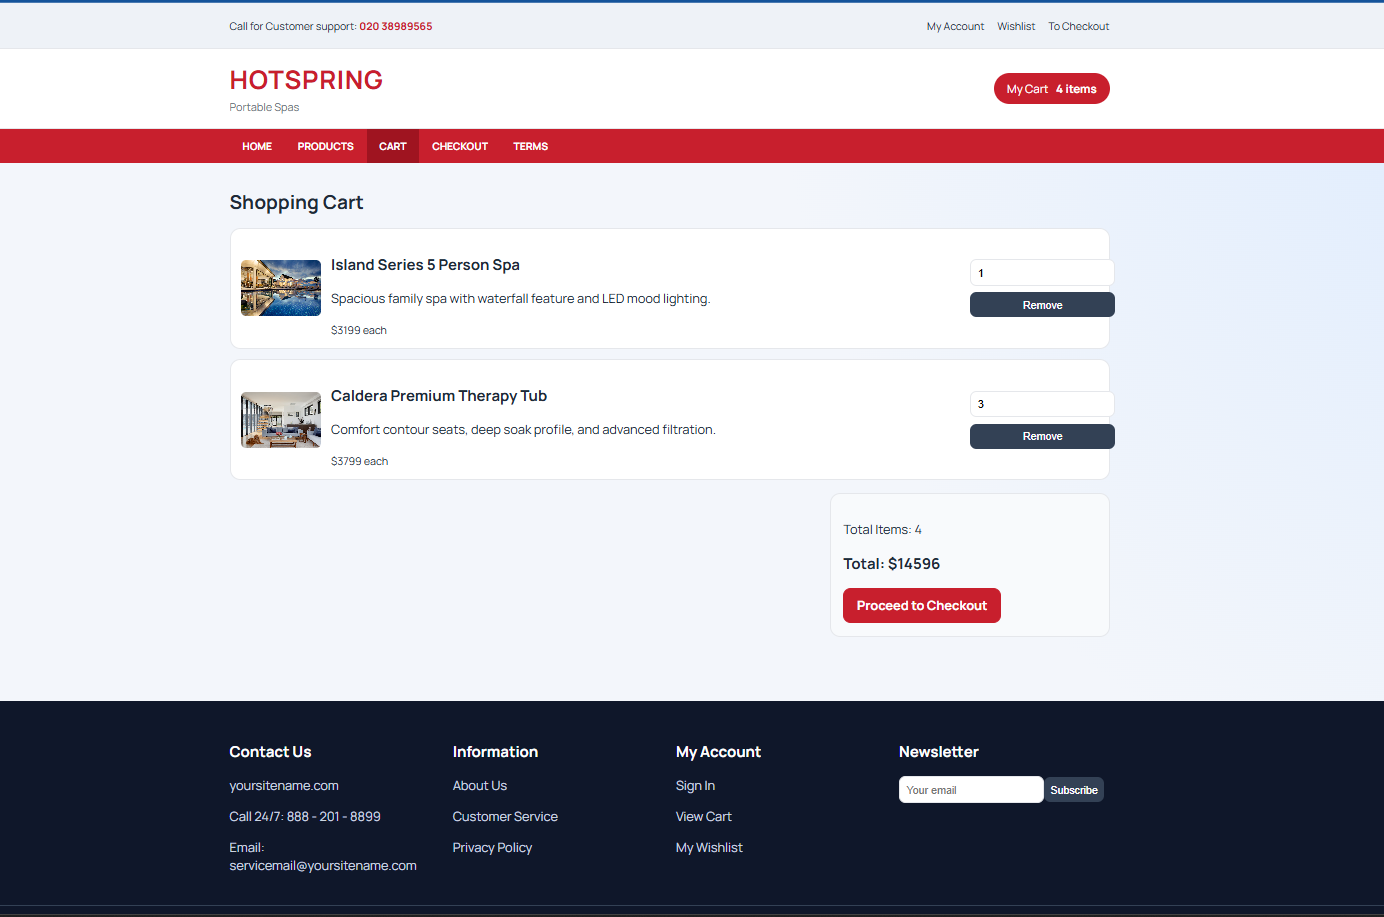 Call for Customer support: 020 38989565
My Account Wishlist To Checkout
HOTSPRING
Portable Spas
My Cart 4 items
HOME PRODUCTS CART CHECKOUT TERMS
Shopping Cart
Island Series 5 Person Spa
Spacious family spa with waterfall feature and LED mood lighting.
$3199 each
1
Remove
Caldera Premium Therapy Tub
Comfort contour seats, deep soak profile, and advanced filtration.
$3799 each
3
Remove
Total Items: 4
Total: $14596
Proceed to Checkout
Contact Us
yoursitename.com
Call 24/7: 888 - 201 - 8899
Email:
servicemail@yoursitename.com
Information
About Us
Customer Service
Privacy Policy
My Account
Sign In
View Cart
My Wishlist
Newsletter
Your email
Subscribe